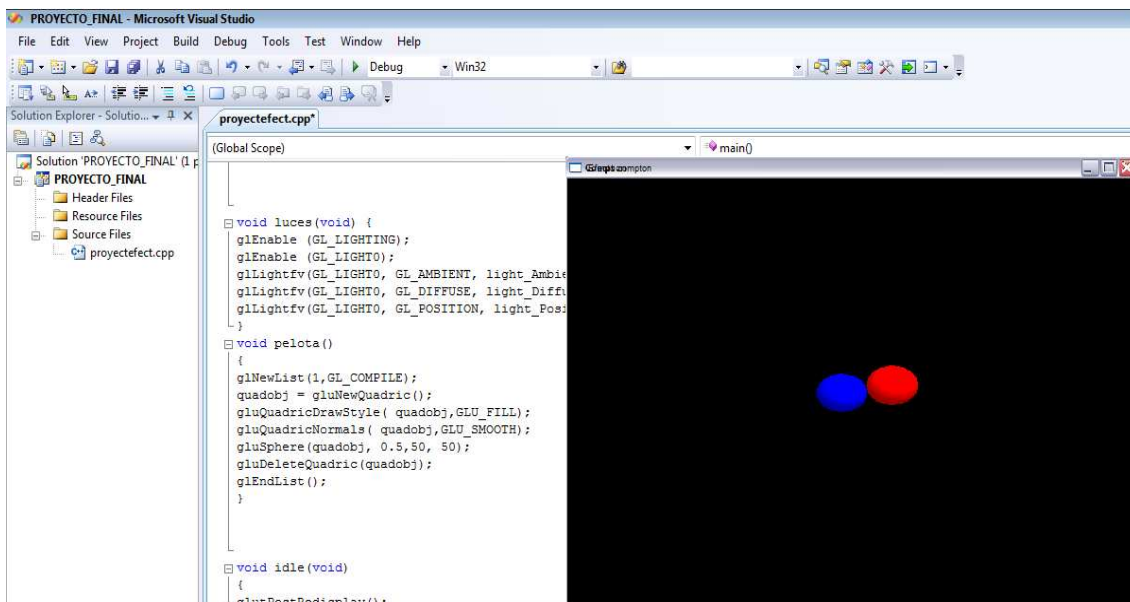 PROYECTO_FINAL - Microsoft Visual Studio
File Edit View Project Build Debug Tools Test Window Help
Debug Win32
Solution Explorer - Solutio...
proyectefect.cpp*
(Global Scope) main()
Solution 'PROYECTO_FINAL' (1 p
PROYECTO_FINAL
Header Files
Resource Files
Source Files
proyectefect.cpp
compton
void luces(void) {
glEnable (GL_LIGHTING);
glEnable (GL_LIGHT0);
glLightfv(GL_LIGHT0, GL_AMBIENT, light_Ambie
glLightfv(GL_LIGHT0, GL_DIFFUSE, light_Diffu
glLightfv(GL_LIGHT0, GL_POSITION, light_Posi
}
void pelota()
{
glNewList(1,GL_COMPILE);
quadobj = gluNewQuadric();
gluQuadricDrawStyle( quadobj,GLU_FILL);
gluQuadricNormals( quadobj,GLU_SMOOTH);
gluSphere(quadobj, 0.5,50, 50);
gluDeleteQuadric(quadobj);
glEndList();
}
void idle(void)
{
glutPostRedisplay();